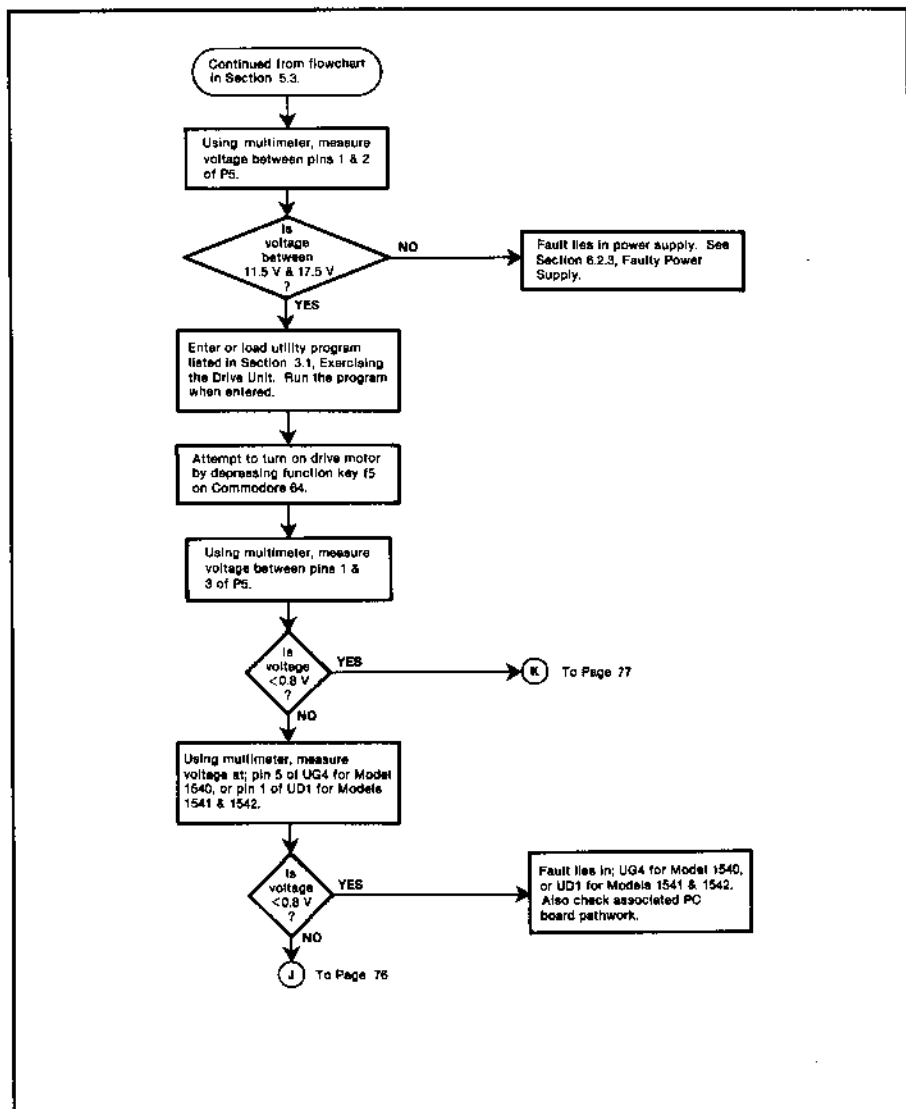 Continued from flowchart
in Section 5.3.
Using multimeter, measure
voltage between pins 1 & 2
of P5.
Is
voltage
between
11.5 V & 17.5 V
?
NO
Fault lies in power supply. See
Section 6.2.3, Faulty Power
Supply.
YES
Enter or load utility program
listed in Section 3.1, Exercising
the Drive Unit. Run the program
when entered.
Attempt to turn on drive motor
by depressing function key f5
on Commodore 64.
Using multimeter, measure
voltage between pins 1 &
3 of P5.
Is
voltage
<0.8 V
?
YES
K To Page 77
NO
Using multimeter, measure
voltage at; pin 5 of UG4 for Model
1540, or pin 1 of UD1 for Models
1541 & 1542.
Is
voltage
<0.8 V
?
YES
Fault lies in; UG4 for Model 1540,
or UD1 for Models 1541 & 1542.
Also check associated PC
board pathwork.
NO
J To Page 76